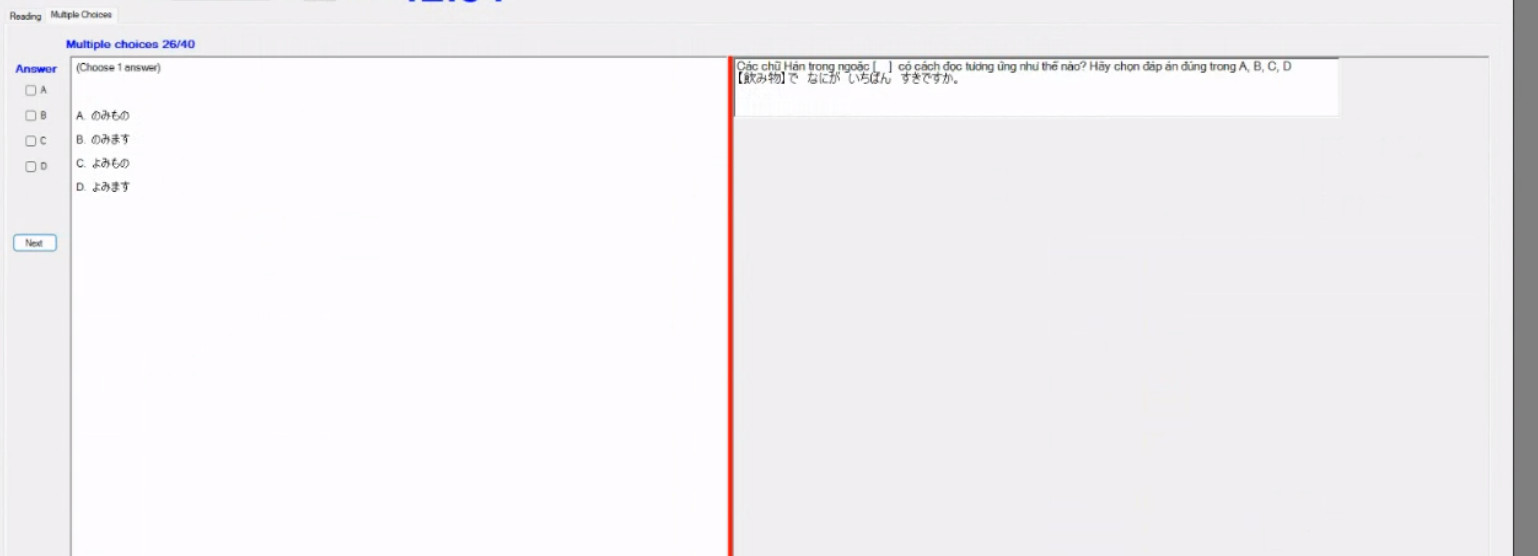 Reading Multiple Choices
Multiple choices 26/40
Answer
A
B
C
D
Next
(Choose 1 answer)
A. のみもの
B. のみます
C. よみもの
D. よみます
Các chữ Hán trong ngoặc [ ] có cách đọc tương ứng như thế nào? Hãy chọn đáp án đúng trong A, B, C, D
【飲み物】で なにが いちばん すきですか。